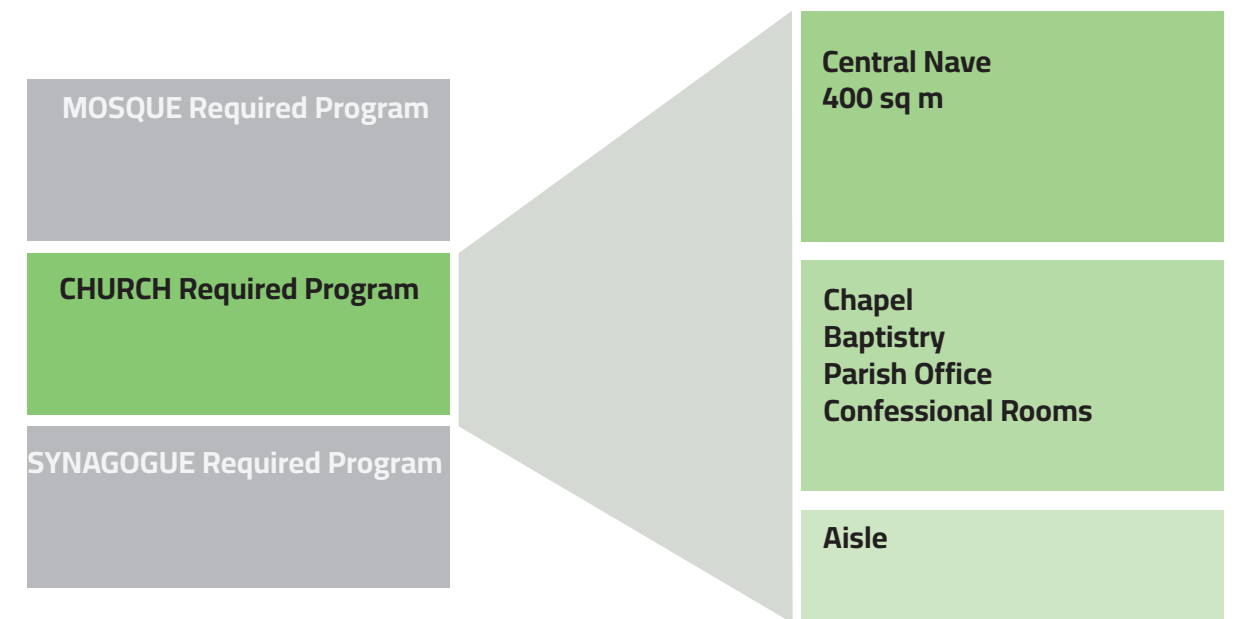 MOSQUE Required Program
CHURCH Required Program
SYNAGOGUE Required Program
Central Nave
400 sq m
Chapel
Baptistry
Parish Office
Confessional Rooms
Aisle